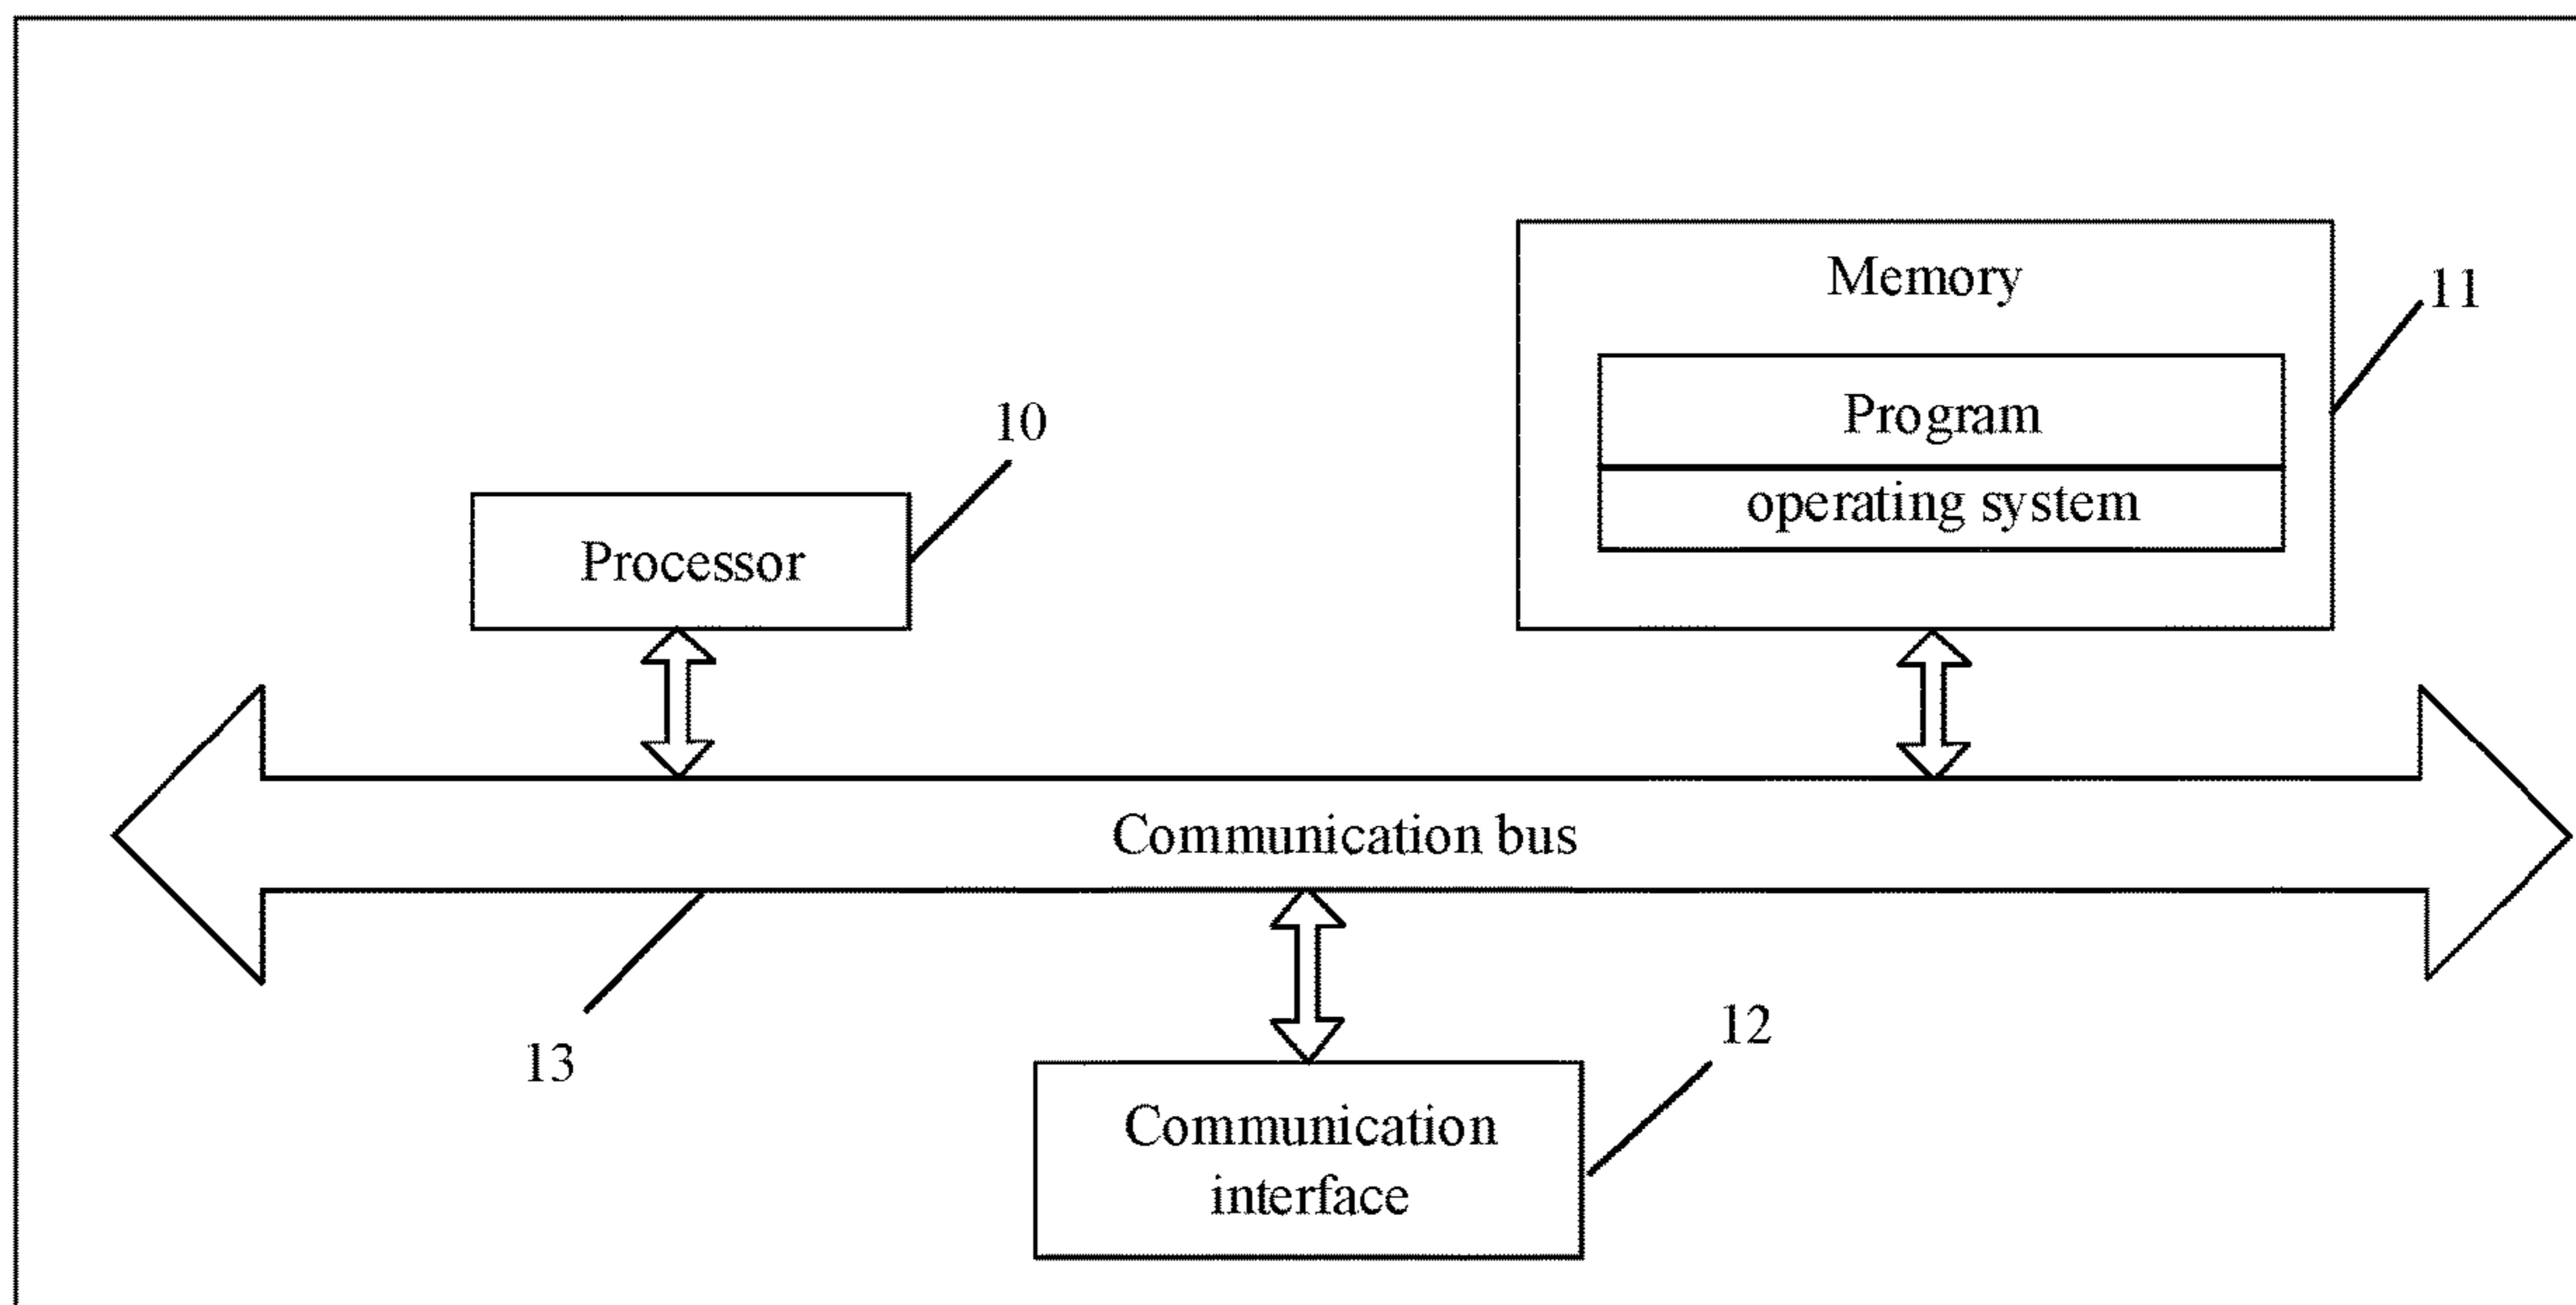 Memory
11
Program
10
operating system
Processor
Communication bus
12
13
Communication
interface